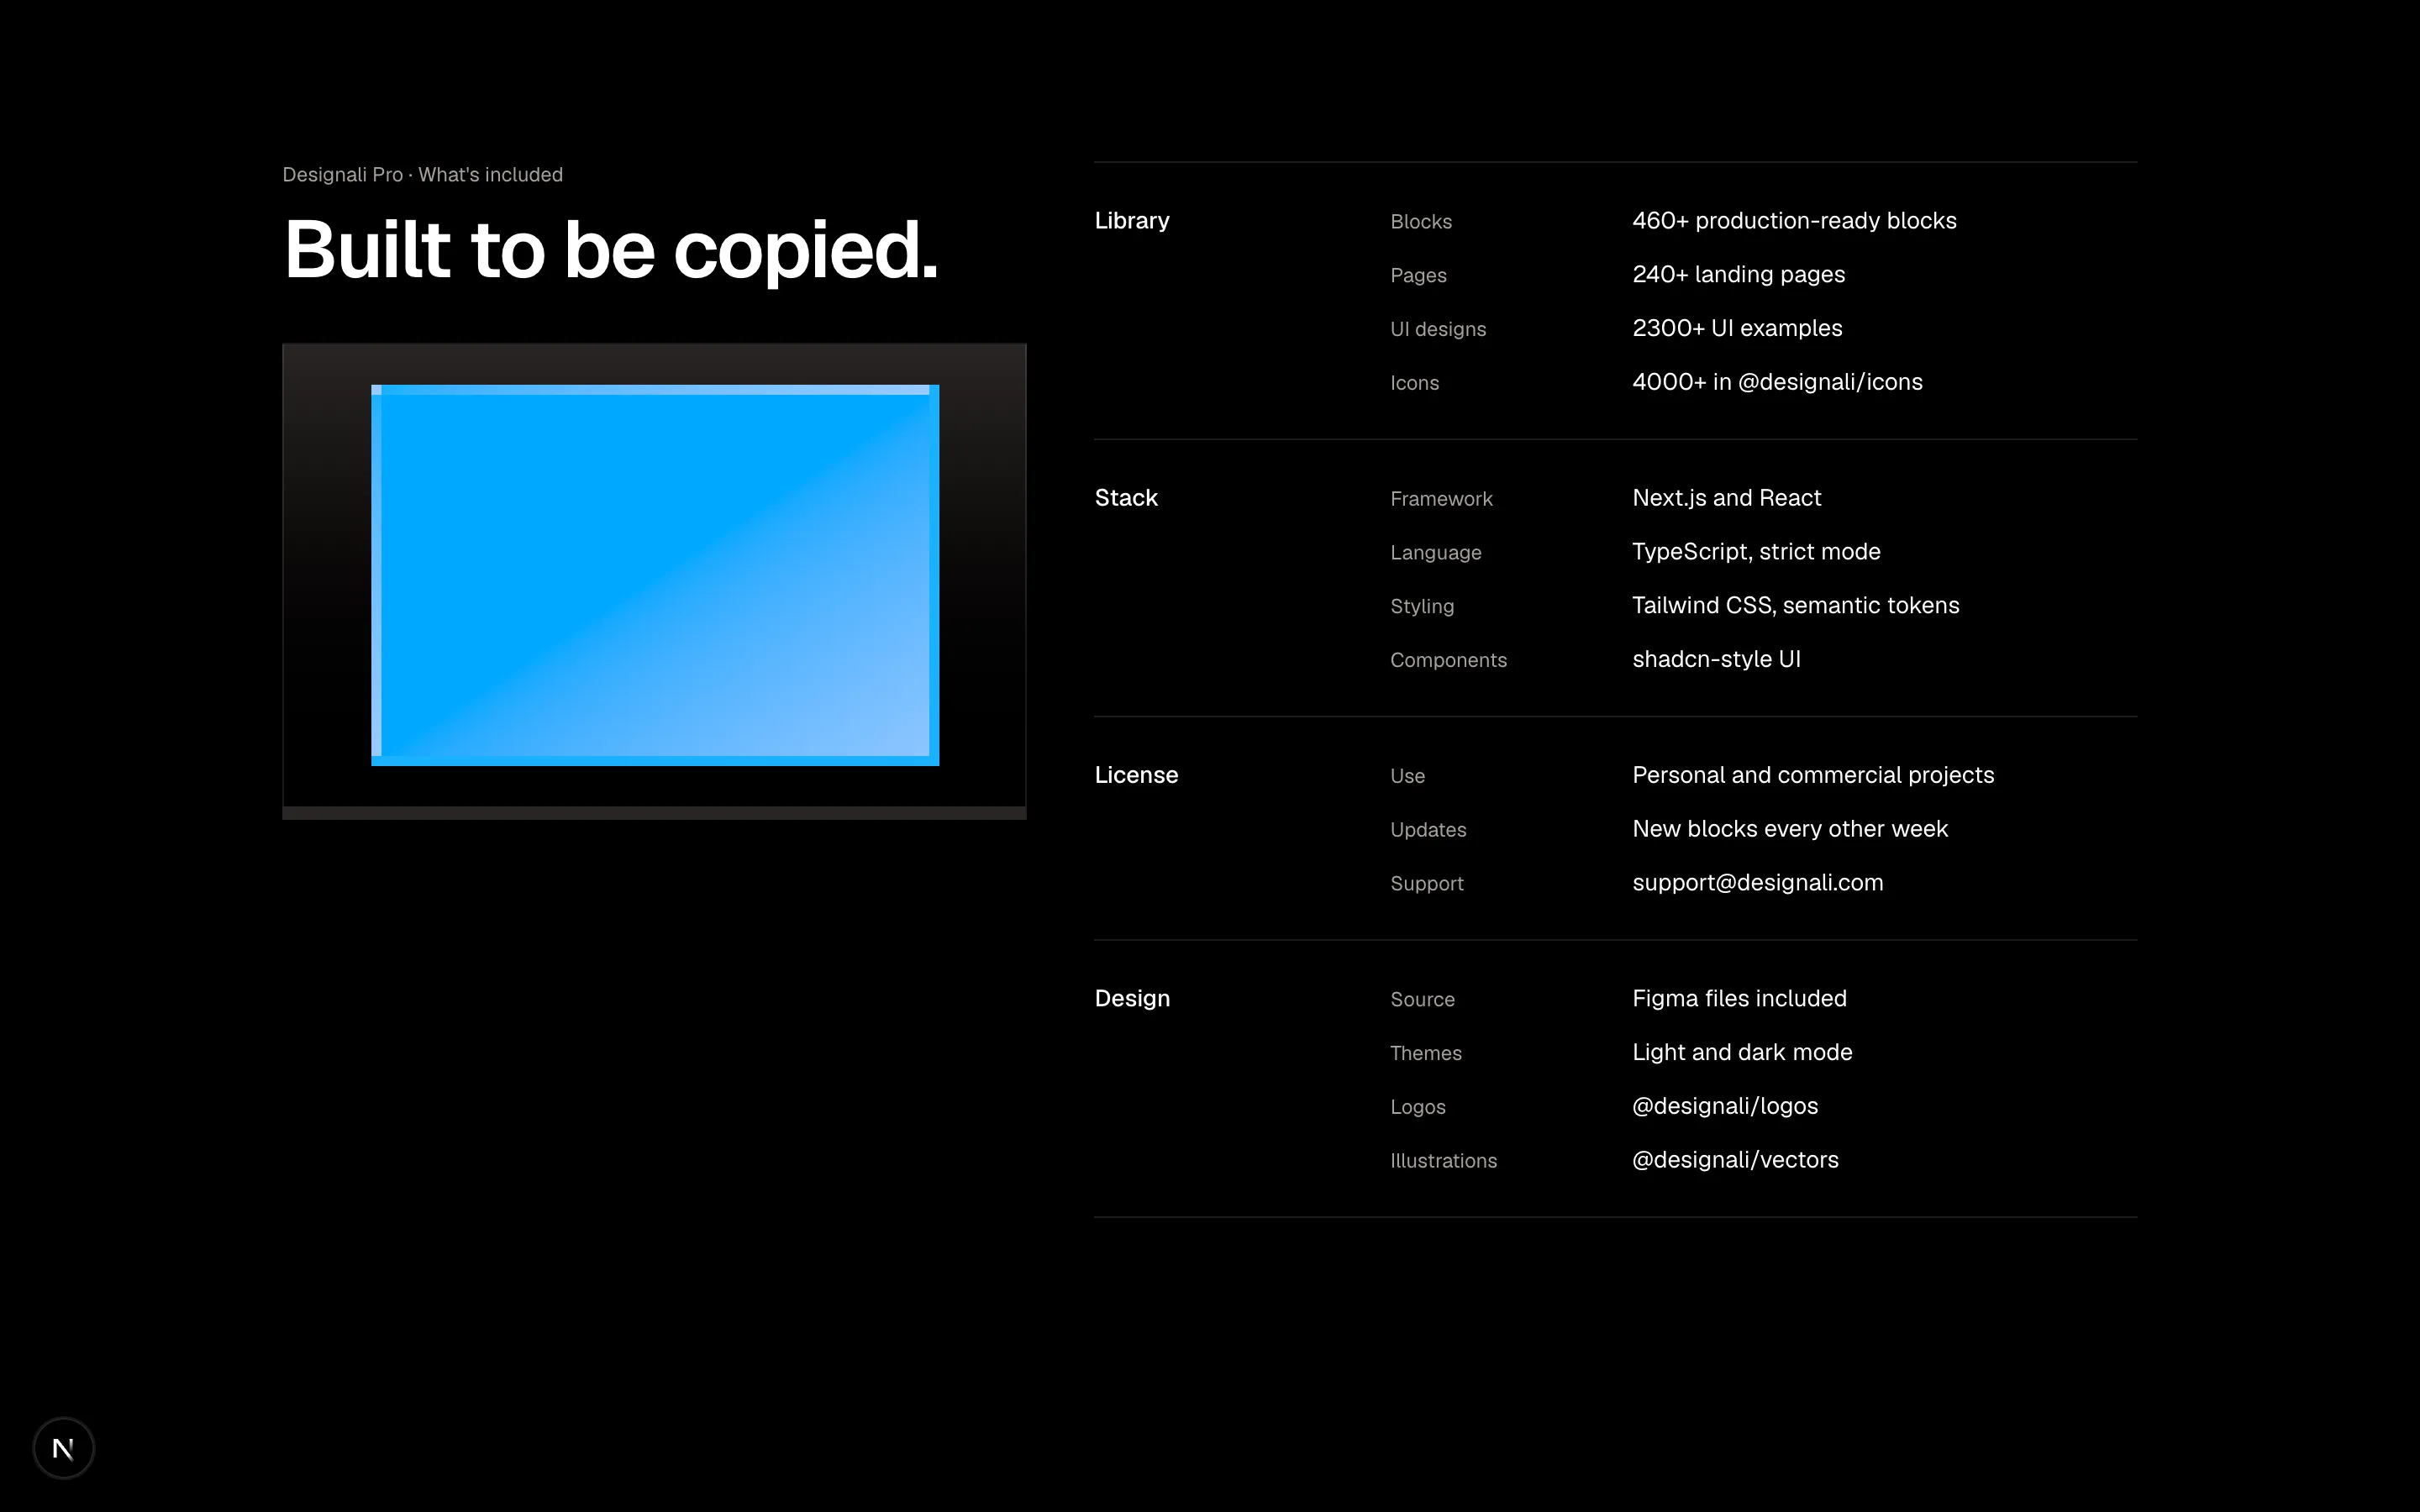 Designali Pro · What's included
Built to be copied.
Library
Blocks 460+ production-ready blocks
Pages 240+ landing pages
UI designs 2300+ UI examples
Icons 4000+ in @designali/icons
Stack
Framework Next.js and React
Language TypeScript, strict mode
Styling Tailwind CSS, semantic tokens
Components shadcn-style UI
License
Use Personal and commercial projects
Updates New blocks every other week
Support support@designali.com
Design
Source Figma files included
Themes Light and dark mode
Logos @designali/logos
Illustrations @designali/vectors
N